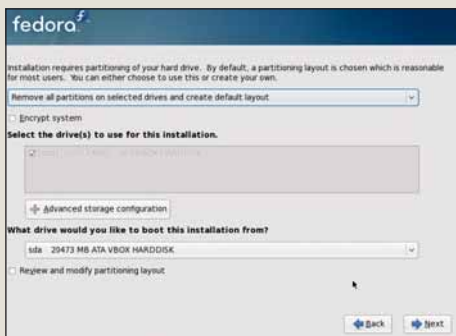 fedora
Installation requires partitioning of your hard drive. By default, a partitioning layout is chosen which is reasonable
for most users. You can either choose to use this or create your own.
Remove all partitions on selected drives and create default layout
Encrypt system
Select the drive(s) to use for this installation.
Advanced storage configuration
What drive would you like to boot this installation from?
sda 20473 MB ATA VBOX HARDDISK
Review and modify partitioning layout
Back
Next